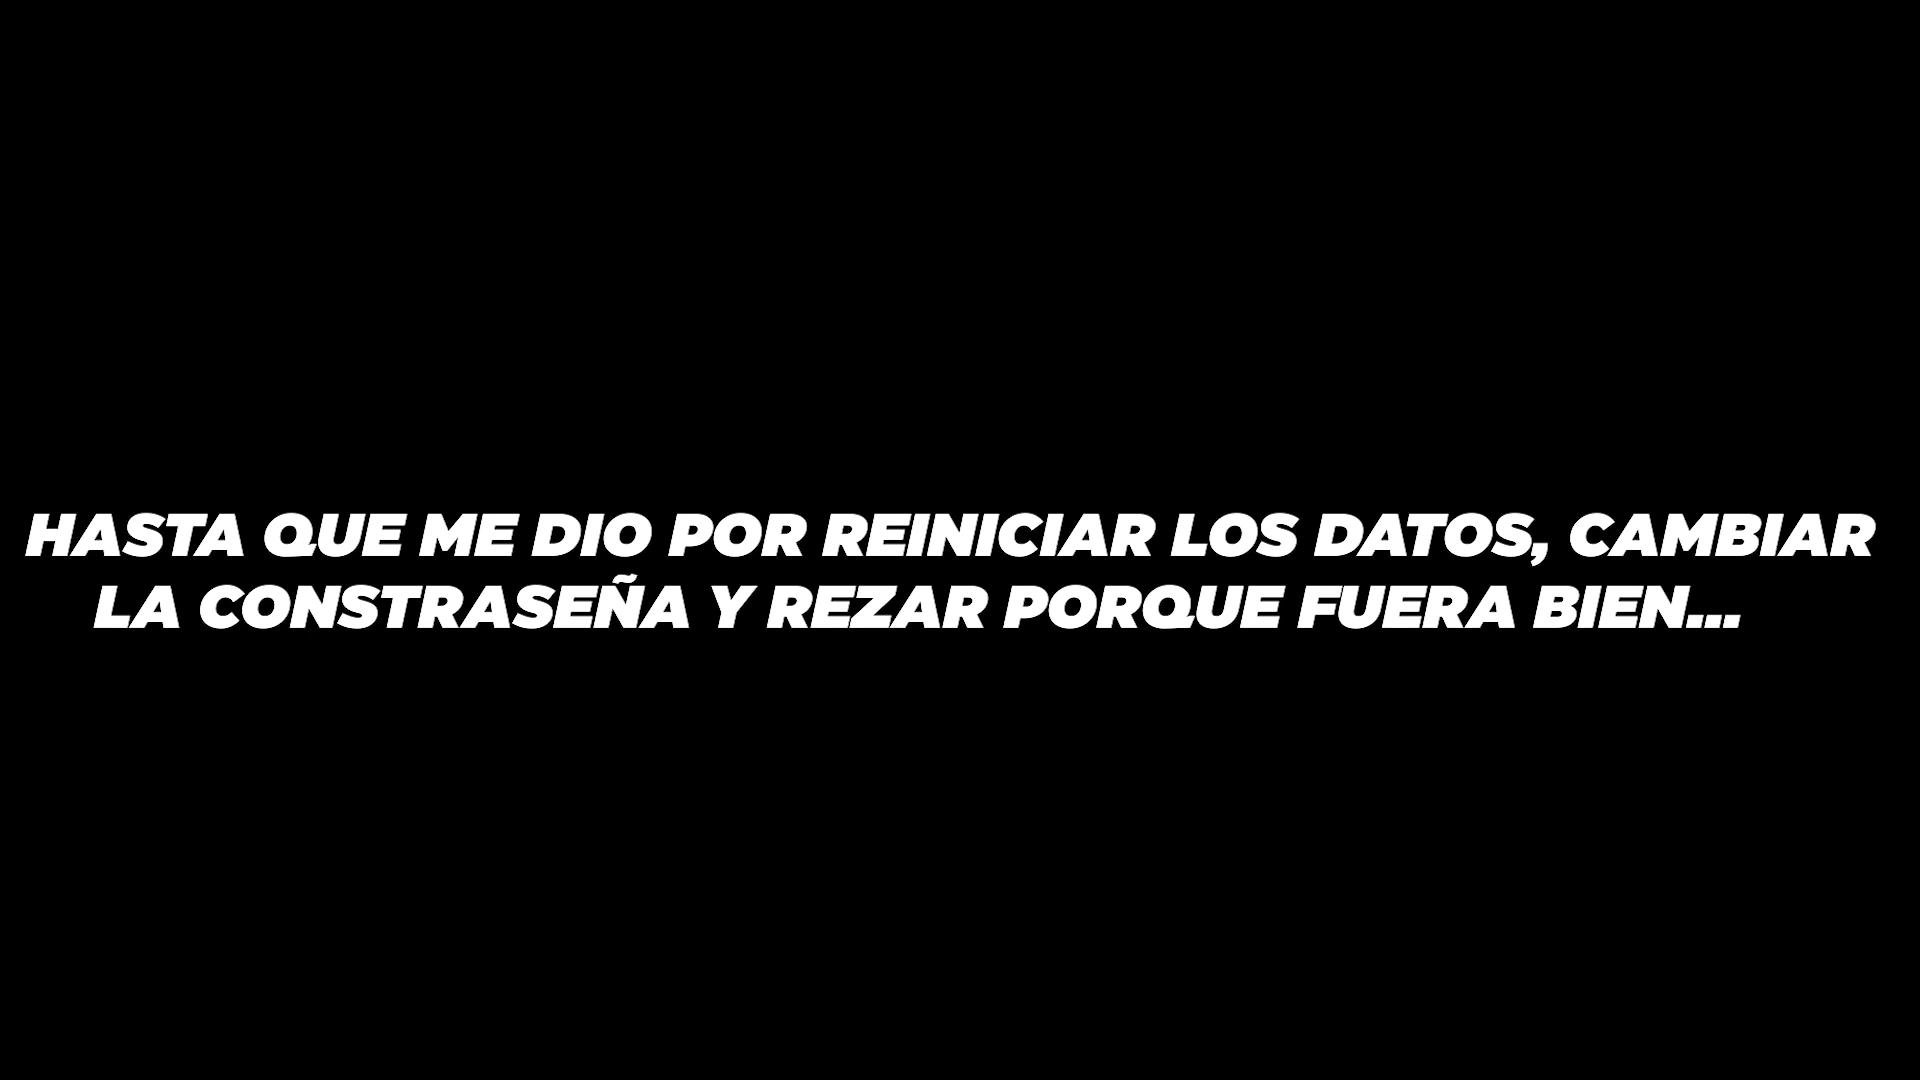 HASTA QUE ME DIO POR REINICIAR LOS DATOS, CAMBIAR
LA CONSTRASEÑA Y REZAR PORQUE FUERA BIEN...